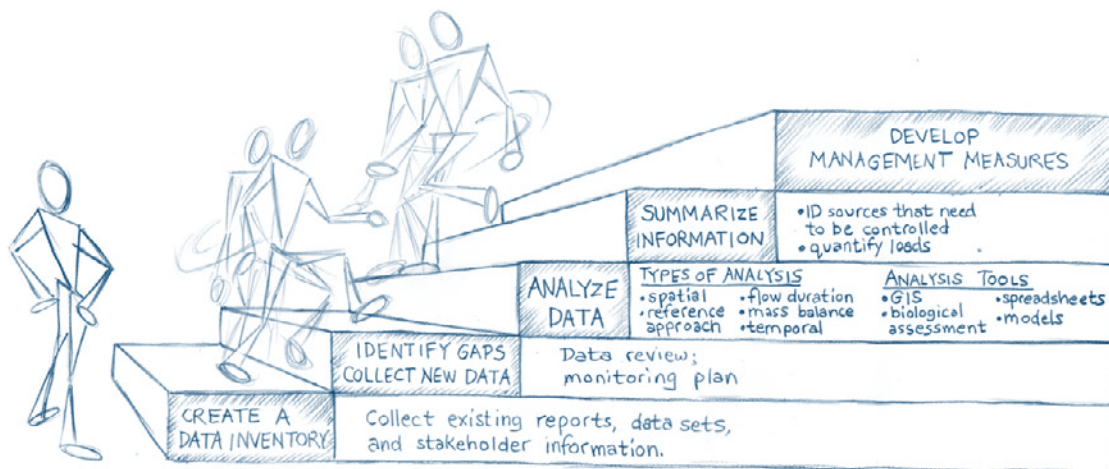 DEVELOP
MANAGEMENT MEASURES
SUMMARIZE
INFORMATION
•ID sources that need
to be controlled
•quantify loads
ANALYZE
DATA
TYPES OF ANALYSIS
•spatial
•reference
approach
•flow duration
•mass balance
•temporal
ANALYSIS TOOLS
•GIS
•biological
assessment
•spreadsheets
•models
IDENTIFY GAPS
COLLECT NEW DATA
Data review;
monitoring plan
CREATE A
DATA INVENTORY
Collect existing reports, data sets,
and stakeholder information.